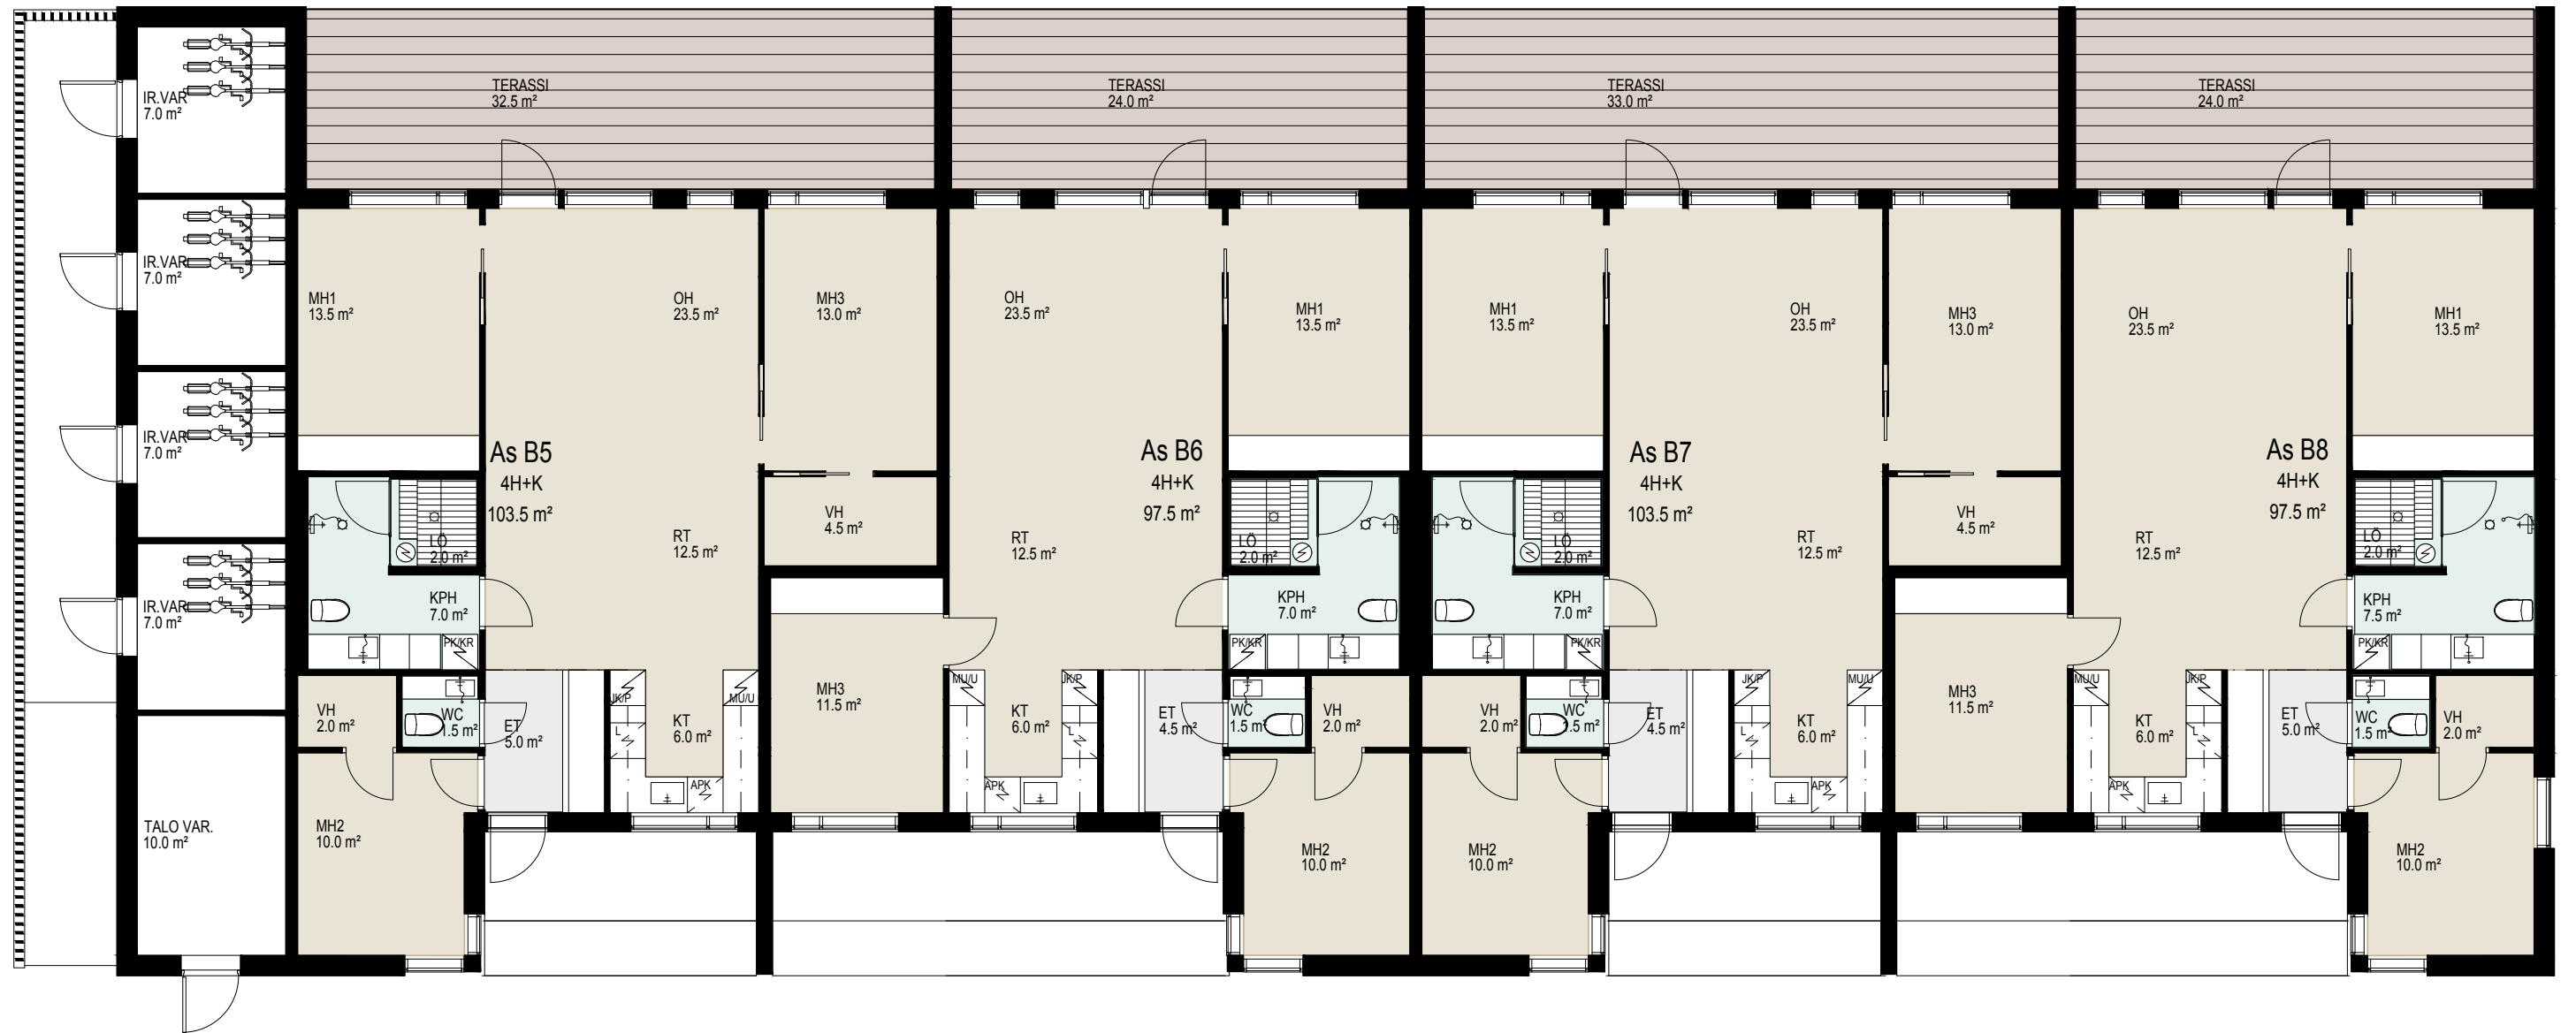 TERASSI
32.5 m²
TERASSI
24.0 m²
TERASSI
33.0 m²
TERASSI
24.0 m²
IR.VAR
7.0 m²
IR.VAR
7.0 m²
IR.VAR
7.0 m²
IR.VAR
7.0 m²
TALO VAR.
10.0 m²
MH1
13.5 m²
OH
23.5 m²
MH3
13.0 m²
As B5
4H+K
103.5 m²
VH
4.5 m²
LÖ
2.0 m²
RT
12.5 m²
KPH
7.0 m²
PK/KR
VH
2.0 m²
WC
1.5 m²
ET
5.0 m²
JK/P
MU/U
L
KT
6.0 m²
APK
MH2
10.0 m²
OH
23.5 m²
MH1
13.5 m²
As B6
4H+K
97.5 m²
RT
12.5 m²
LÖ
2.0 m²
KPH
7.0 m²
PK/KR
MH3
11.5 m²
MU/U
JK/P
L
KT
6.0 m²
APK
ET
4.5 m²
WC
1.5 m²
VH
2.0 m²
MH2
10.0 m²
MH1
13.5 m²
OH
23.5 m²
MH3
13.0 m²
As B7
4H+K
103.5 m²
VH
4.5 m²
LÖ
2.0 m²
RT
12.5 m²
KPH
7.0 m²
PK/KR
VH
2.0 m²
WC
1.5 m²
ET
4.5 m²
JK/P
MU/U
L
KT
6.0 m²
APK
MH2
10.0 m²
OH
23.5 m²
MH1
13.5 m²
As B8
4H+K
97.5 m²
RT
12.5 m²
LÖ
2.0 m²
KPH
7.5 m²
PK/KR
MH3
11.5 m²
MU/U
JK/P
L
KT
6.0 m²
APK
ET
5.0 m²
WC
1.5 m²
VH
2.0 m²
MH2
10.0 m²